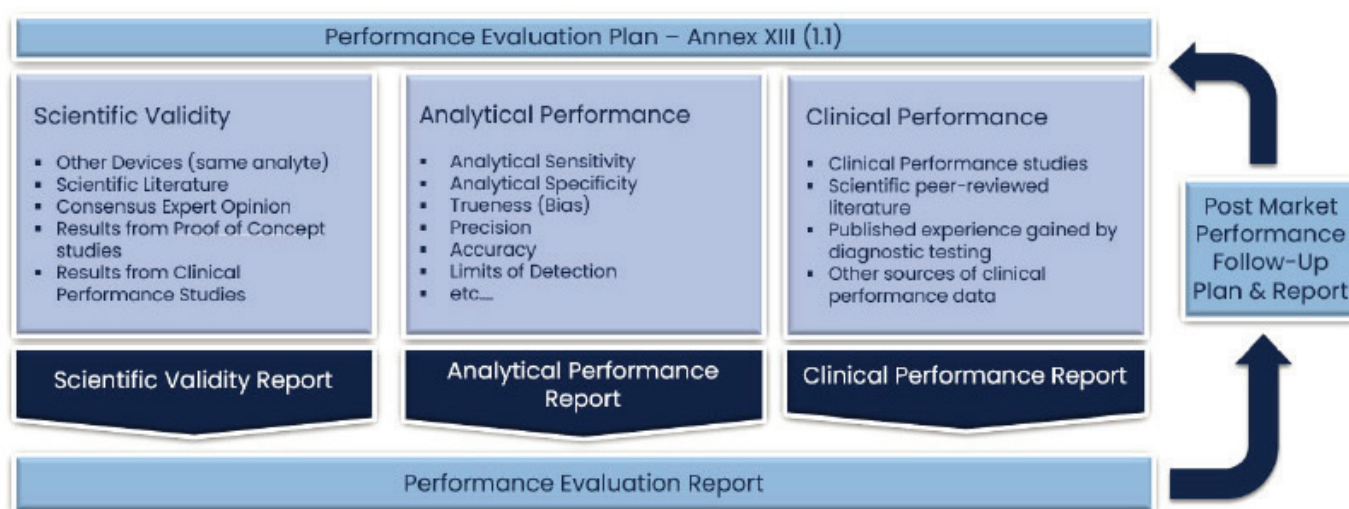 Performance Evaluation Plan – Annex XIII (1.1)
Scientific Validity
▪ Other Devices (same analyte)
▪ Scientific Literature
▪ Consensus Expert Opinion
▪ Results from Proof of Concept
studies
▪ Results from Clinical
Performance Studies
Analytical Performance
▪ Analytical Sensitivity
▪ Analytical Specificity
▪ Trueness (Bias)
▪ Precision
▪ Accuracy
▪ Limits of Detection
▪ etc...
Clinical Performance
▪ Clinical Performance studies
▪ Scientific peer-reviewed
literature
▪ Published experience gained by
diagnostic testing
▪ Other sources of clinical
performance data
Post Market
Performance
Follow-Up
Plan & Report
Scientific Validity Report
Analytical Performance
Report
Clinical Performance Report
Performance Evaluation Report